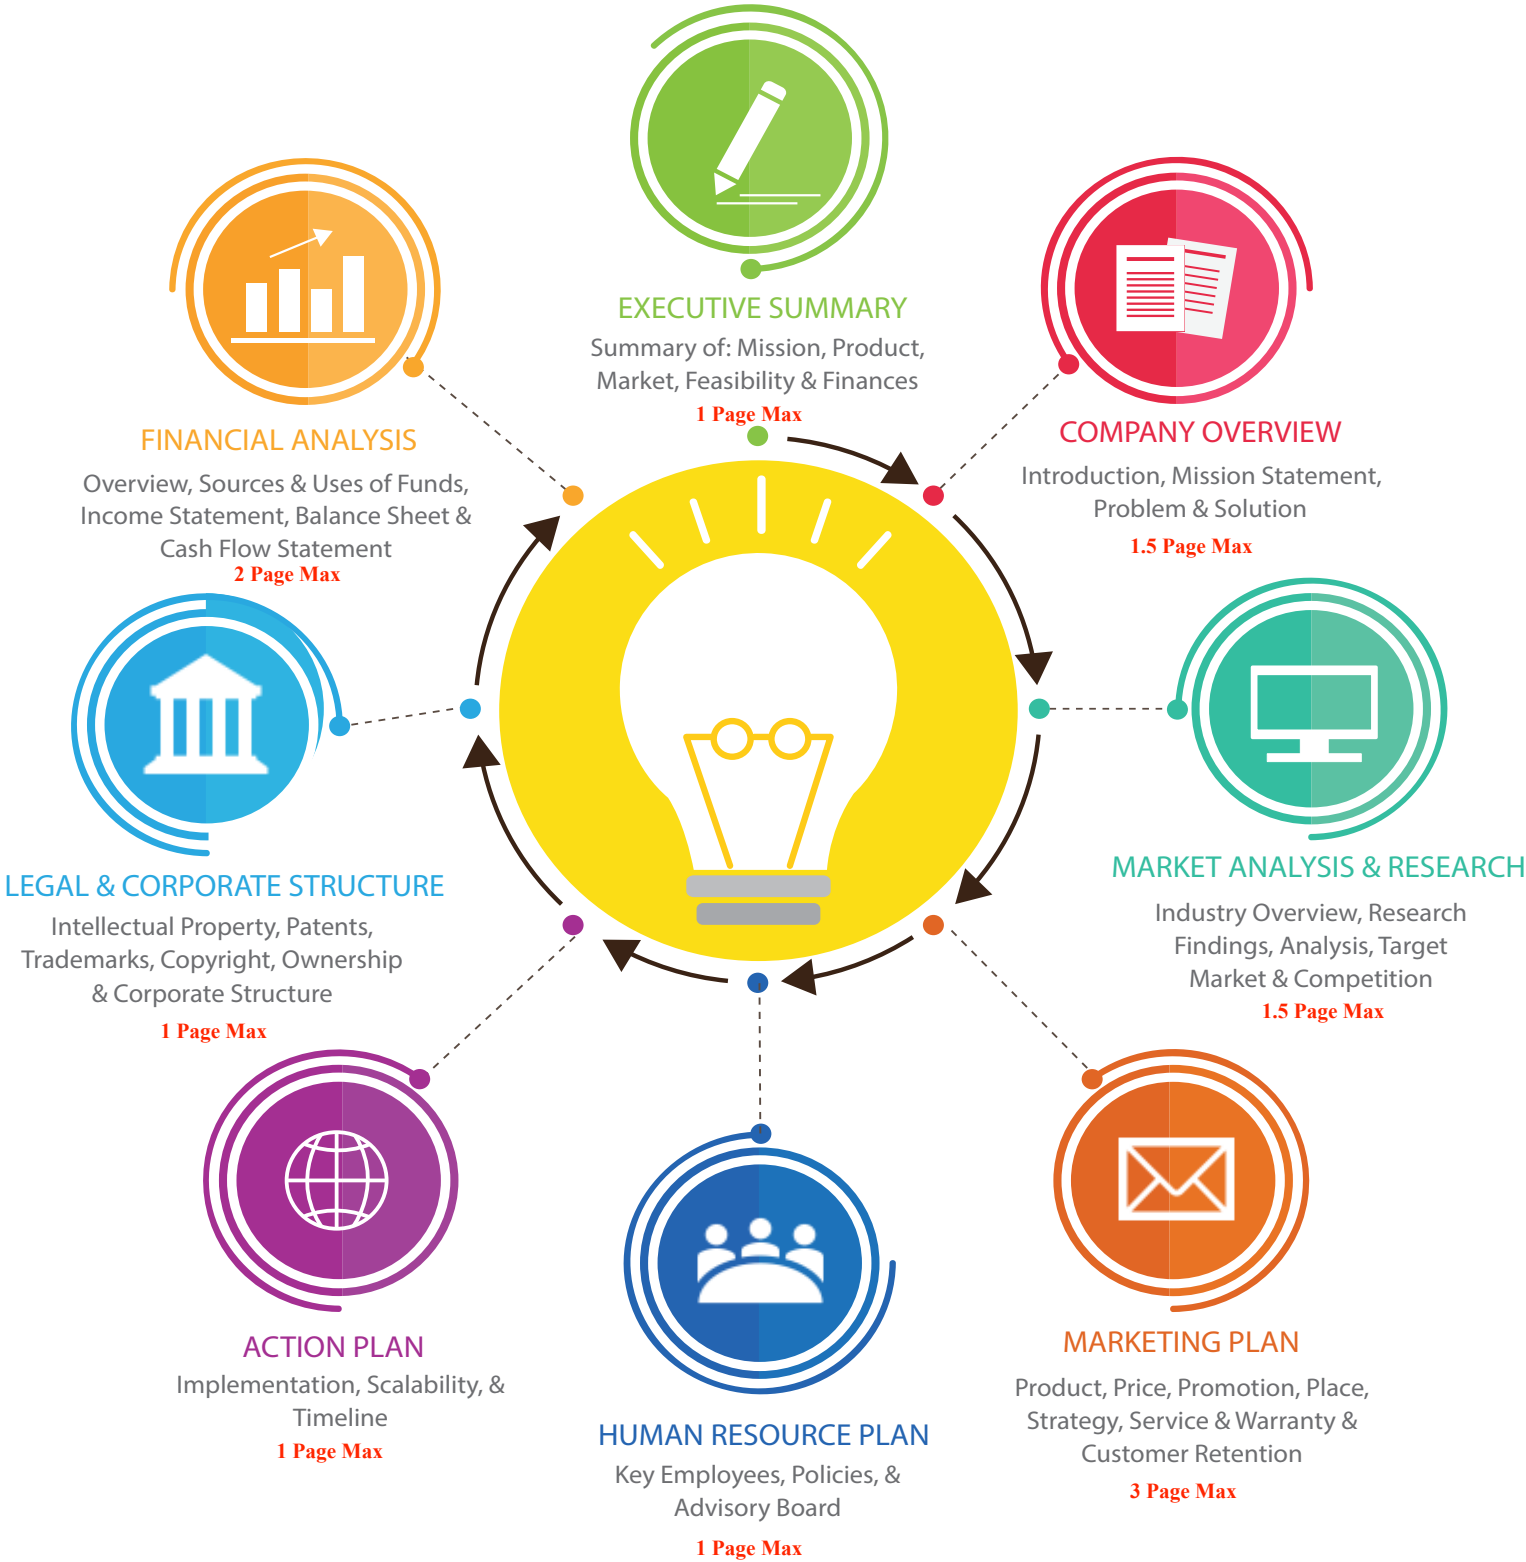 EXECUTIVE SUMMARY
Summary of: Mission, Product,
Market, Feasibility & Finances
1 Page Max
COMPANY OVERVIEW
Introduction, Mission Statement,
Problem & Solution
1.5 Page Max
MARKET ANALYSIS & RESEARCH
Industry Overview, Research
Findings, Analysis, Target
Market & Competition
1.5 Page Max
MARKETING PLAN
Product, Price, Promotion, Place,
Strategy, Service & Warranty &
Customer Retention
3 Page Max
HUMAN RESOURCE PLAN
Key Employees, Policies, &
Advisory Board
1 Page Max
ACTION PLAN
Implementation, Scalability, &
Timeline
1 Page Max
LEGAL & CORPORATE STRUCTURE
Intellectual Property, Patents,
Trademarks, Copyright, Ownership
& Corporate Structure
1 Page Max
FINANCIAL ANALYSIS
Overview, Sources & Uses of Funds,
Income Statement, Balance Sheet &
Cash Flow Statement
2 Page Max